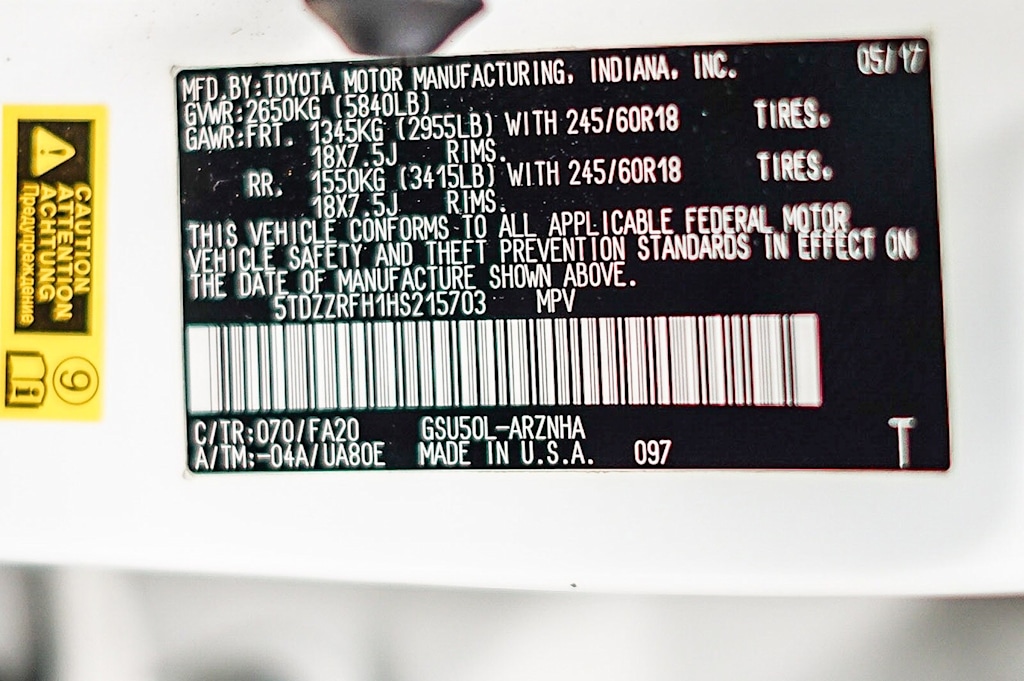 05/17
MFD.BY:TOYOTA MOTOR MANUFACTURING, INDIANA, INC.
GVWR:2650KG (5840LB)
GAWR:FRT. 1345KG (2955LB) WITH 245/60R18 TIRES.
18X7.5J RIMS.
RR. 1550KG (3415LB) WITH 245/60R18 TIRES.
18X7.5J RIMS.
THIS VEHICLE CONFORMS TO ALL APPLICABLE FEDERAL MOTOR
VEHICLE SAFETY AND THEFT PREVENTION STANDARDS IN EFFECT ON
THE DATE OF MANUFACTURE SHOWN ABOVE.
5TDZZRFH1HS215703 MPV
C/TR:070/FA20 GSU50L-ARZNHA
A/TM:-04A/UA80E MADE IN U.S.A. 097
T
CAUTION
ATTENTION
ACHTUNG
Предупреждение
9